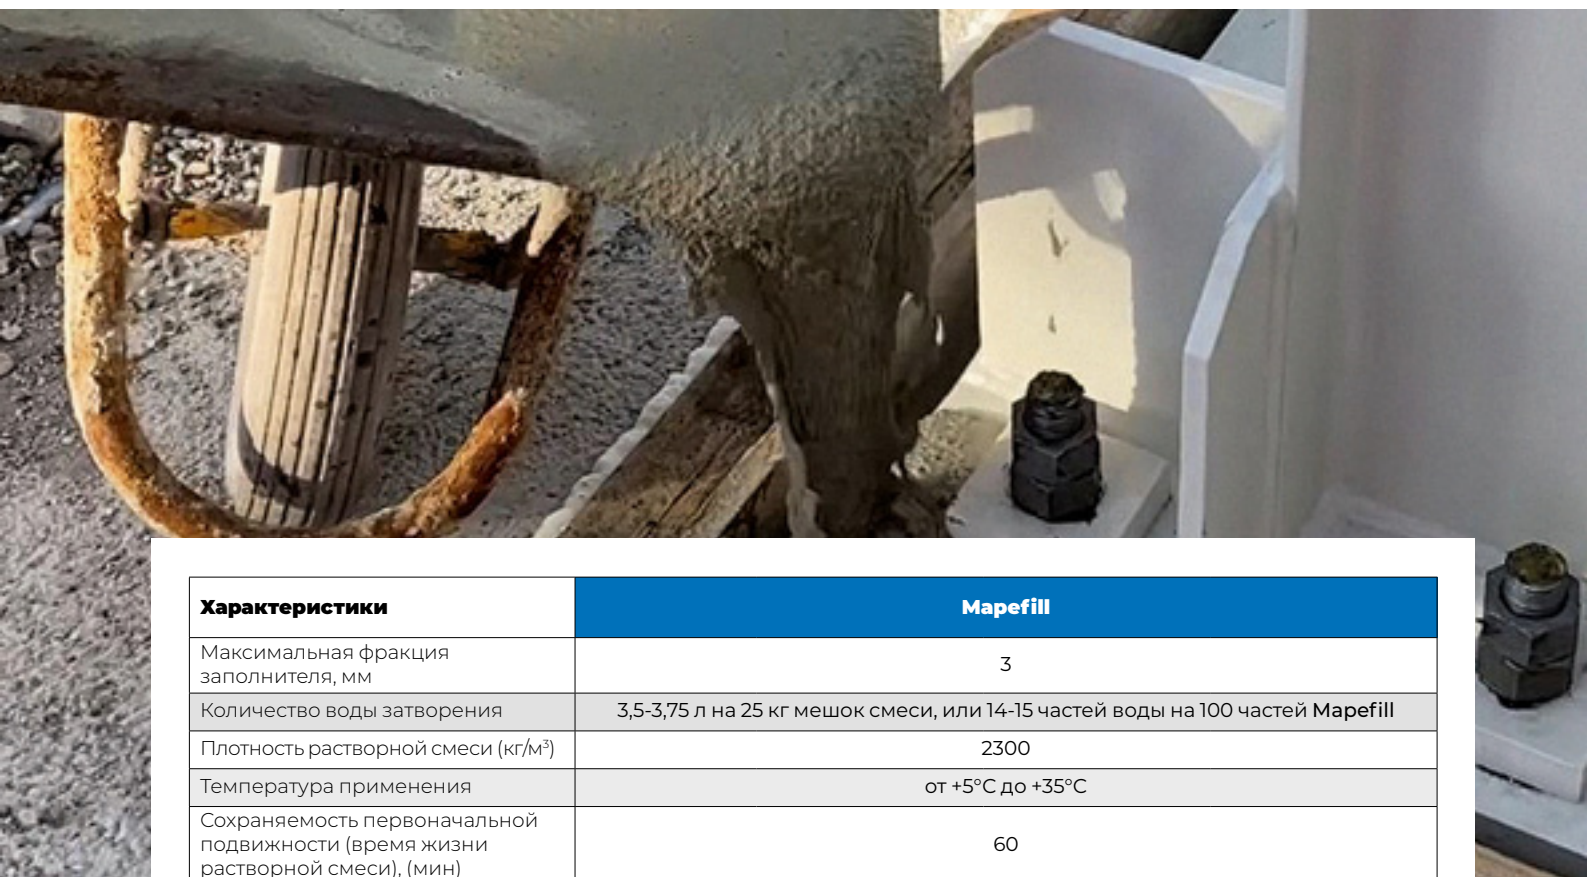 Характеристики
Mapefill
Максимальная фракция
заполнителя, мм
3
Количество воды затворения
3,5-3,75 л на 25 кг мешок смеси, или 14-15 частей воды на 100 частей Mapefill
Плотность растворной смеси (кг/м³)
2300
Температура применения
от +5°C до +35°C
Сохраняемость первоначальной
подвижности (время жизни
растворной смеси), (мин)
60